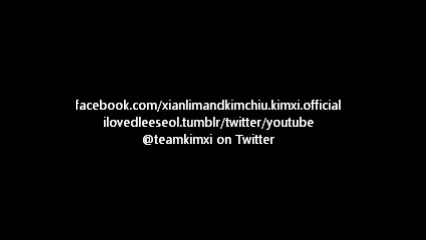 facebook.com/xianlimandkimchiu.kimxi.official
ilovedleeseol.tumblr/twitter/youtube
@teamkimxi on Twitter